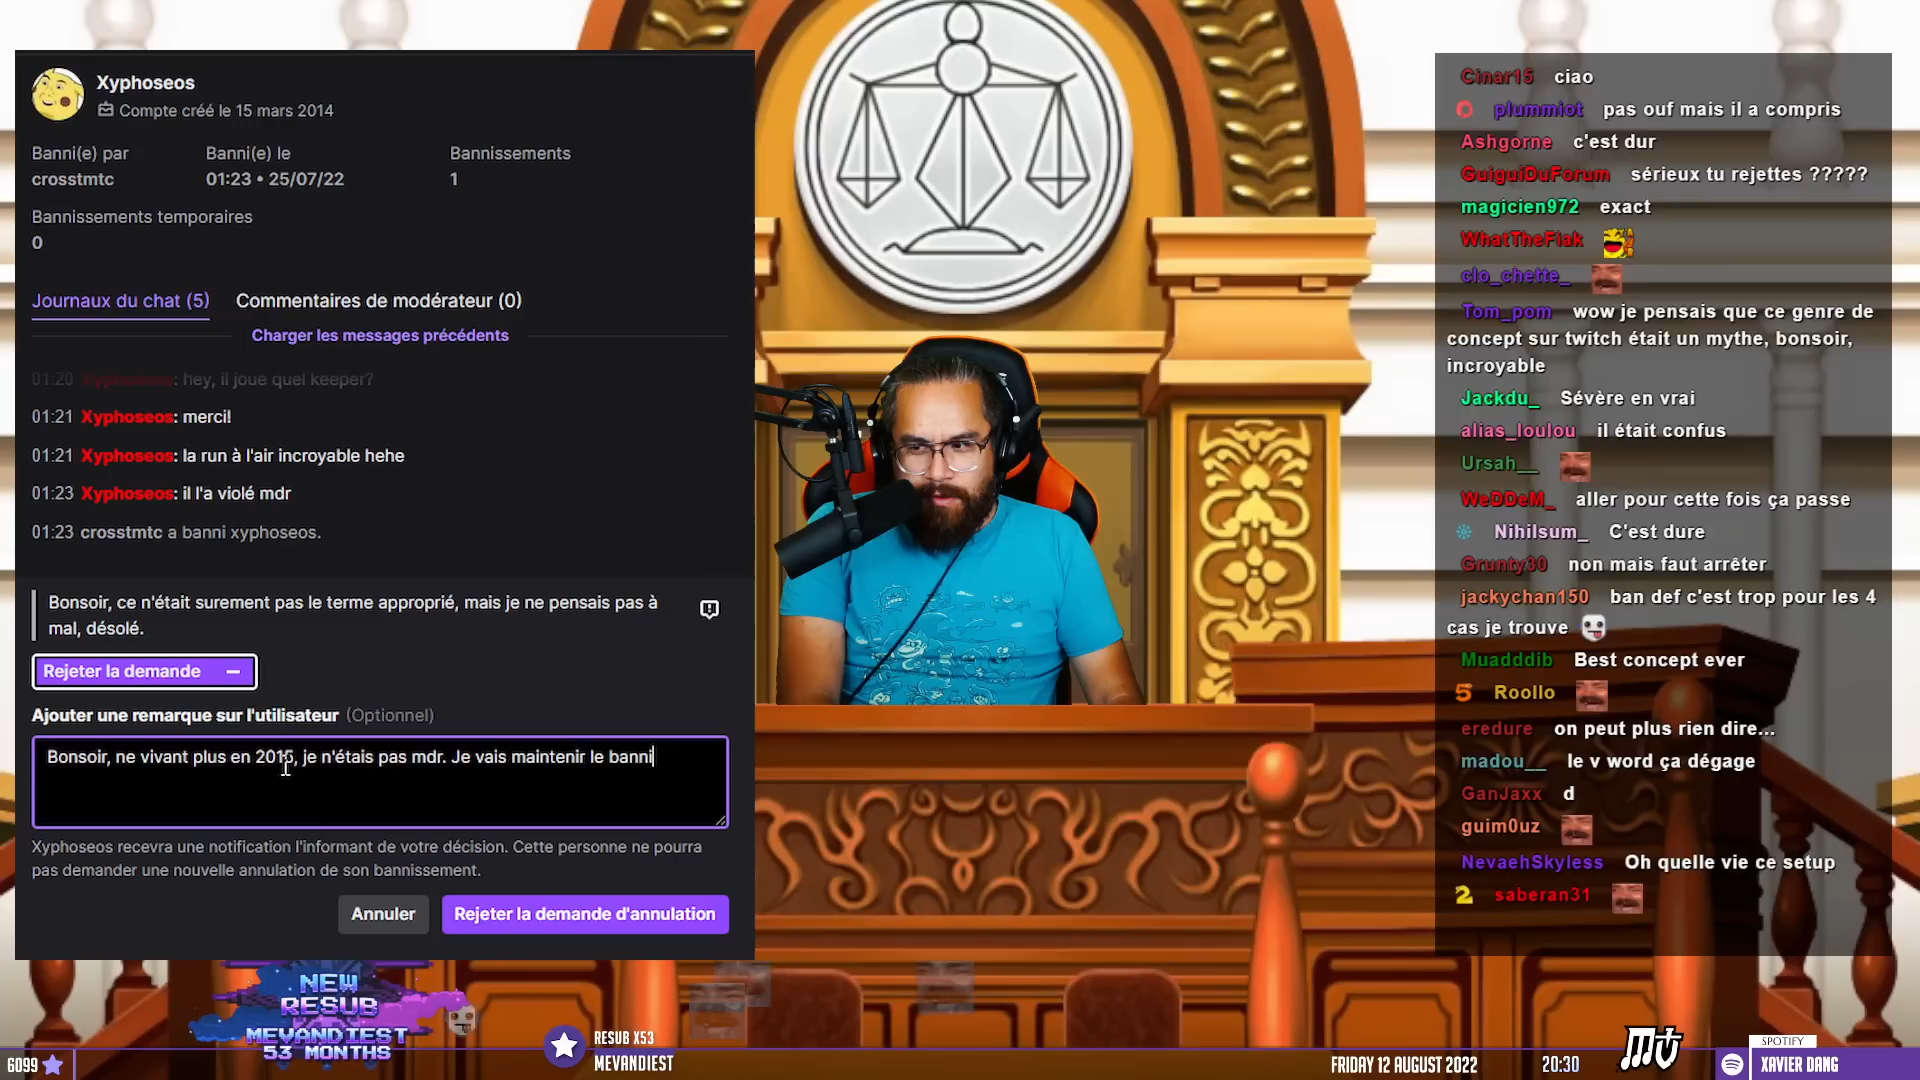 Xyphoseos
Compte créé le 15 mars 2014
Banni(e) par
crosstmtc
Banni(e) le
01:23 • 25/07/22
Bannissements
1
Bannissements temporaires
0
Journaux du chat (5)
Commentaires de modérateur (0)
Charger les messages précédents
01:20 Xyphoseos: hey, il joue quel keeper?
01:21 Xyphoseos: merci!
01:21 Xyphoseos: la run à l'air incroyable hehe
01:23 Xyphoseos: il l'a violé mdr
01:23 crosstmtc a banni xyphoseos.
Bonsoir, ce n'était surement pas le terme approprié, mais je ne pensais pas à
mal, désolé.
Rejeter la demande
Ajouter une remarque sur l'utilisateur (Optionnel)
Bonsoir, ne vivant plus en 2015, je n'étais pas mdr. Je vais maintenir le banni
Xyphoseos recevra une notification l'informant de votre décision. Cette personne ne pourra
pas demander une nouvelle annulation de son bannissement.
Annuler
Rejeter la demande d'annulation
Cinar15 ciao
plummiot pas ouf mais il a compris
Ashgorne c'est dur
GuiguiDuForum sérieux tu rejettes ?????
magicien972 exact
WhatTheFiak
clo_chette_
Tom_pom wow je pensais que ce genre de
concept sur twitch était un mythe, bonsoir,
incroyable
Jackdu_ Sévère en vrai
alias_loulou il était confus
Ursah__
WeDDeM_ aller pour cette fois ça passe
Nihilsum_ C'est dure
Grunty30 non mais faut arrêter
jackychan150 ban def c'est trop pour les 4
cas je trouve
Muadddib Best concept ever
5 Roollo
eredure on peut plus rien dire...
madou__ le v word ça dégage
GanJaxx d
guim0uz
NevaehSkyless Oh quelle vie ce setup
2 saberan31
NEW
RESUB
MEVANDIEST
53 MONTHS
6099
RESUB X53
MEVANDIEST
FRIDAY 12 AUGUST 2022
20:30
MV
SPOTIFY
XAVIER DANG